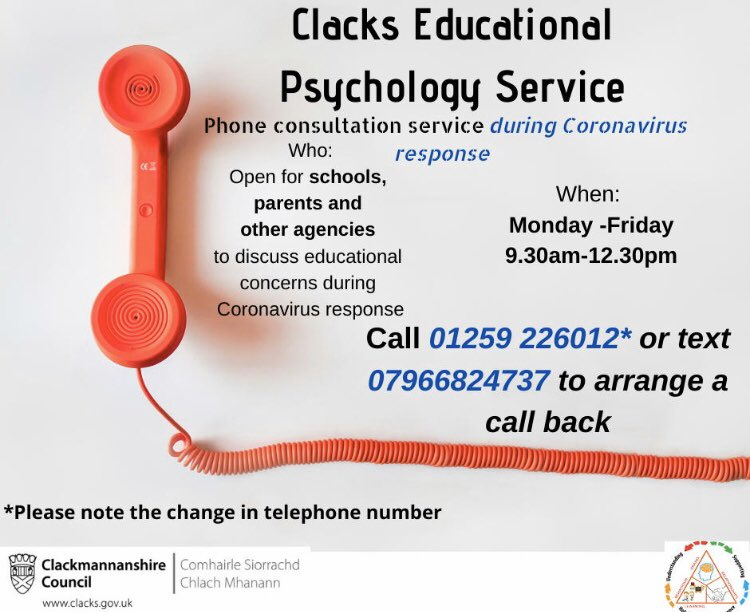 Clacks Educational
Psychology Service
Phone consultation service during Coronavirus
response
Who:
Open for schools,
parents and
other agencies
to discuss educational
concerns during
Coronavirus response
When:
Monday -Friday
9.30am-12.30pm
Call 01259 226012* or text
07966824737 to arrange a
call back
*Please note the change in telephone number
Clackmannanshire
Council
www.clacks.gov.uk
Comhairle Siorrachd
Chlach Mhanann
Understanding
Supporting